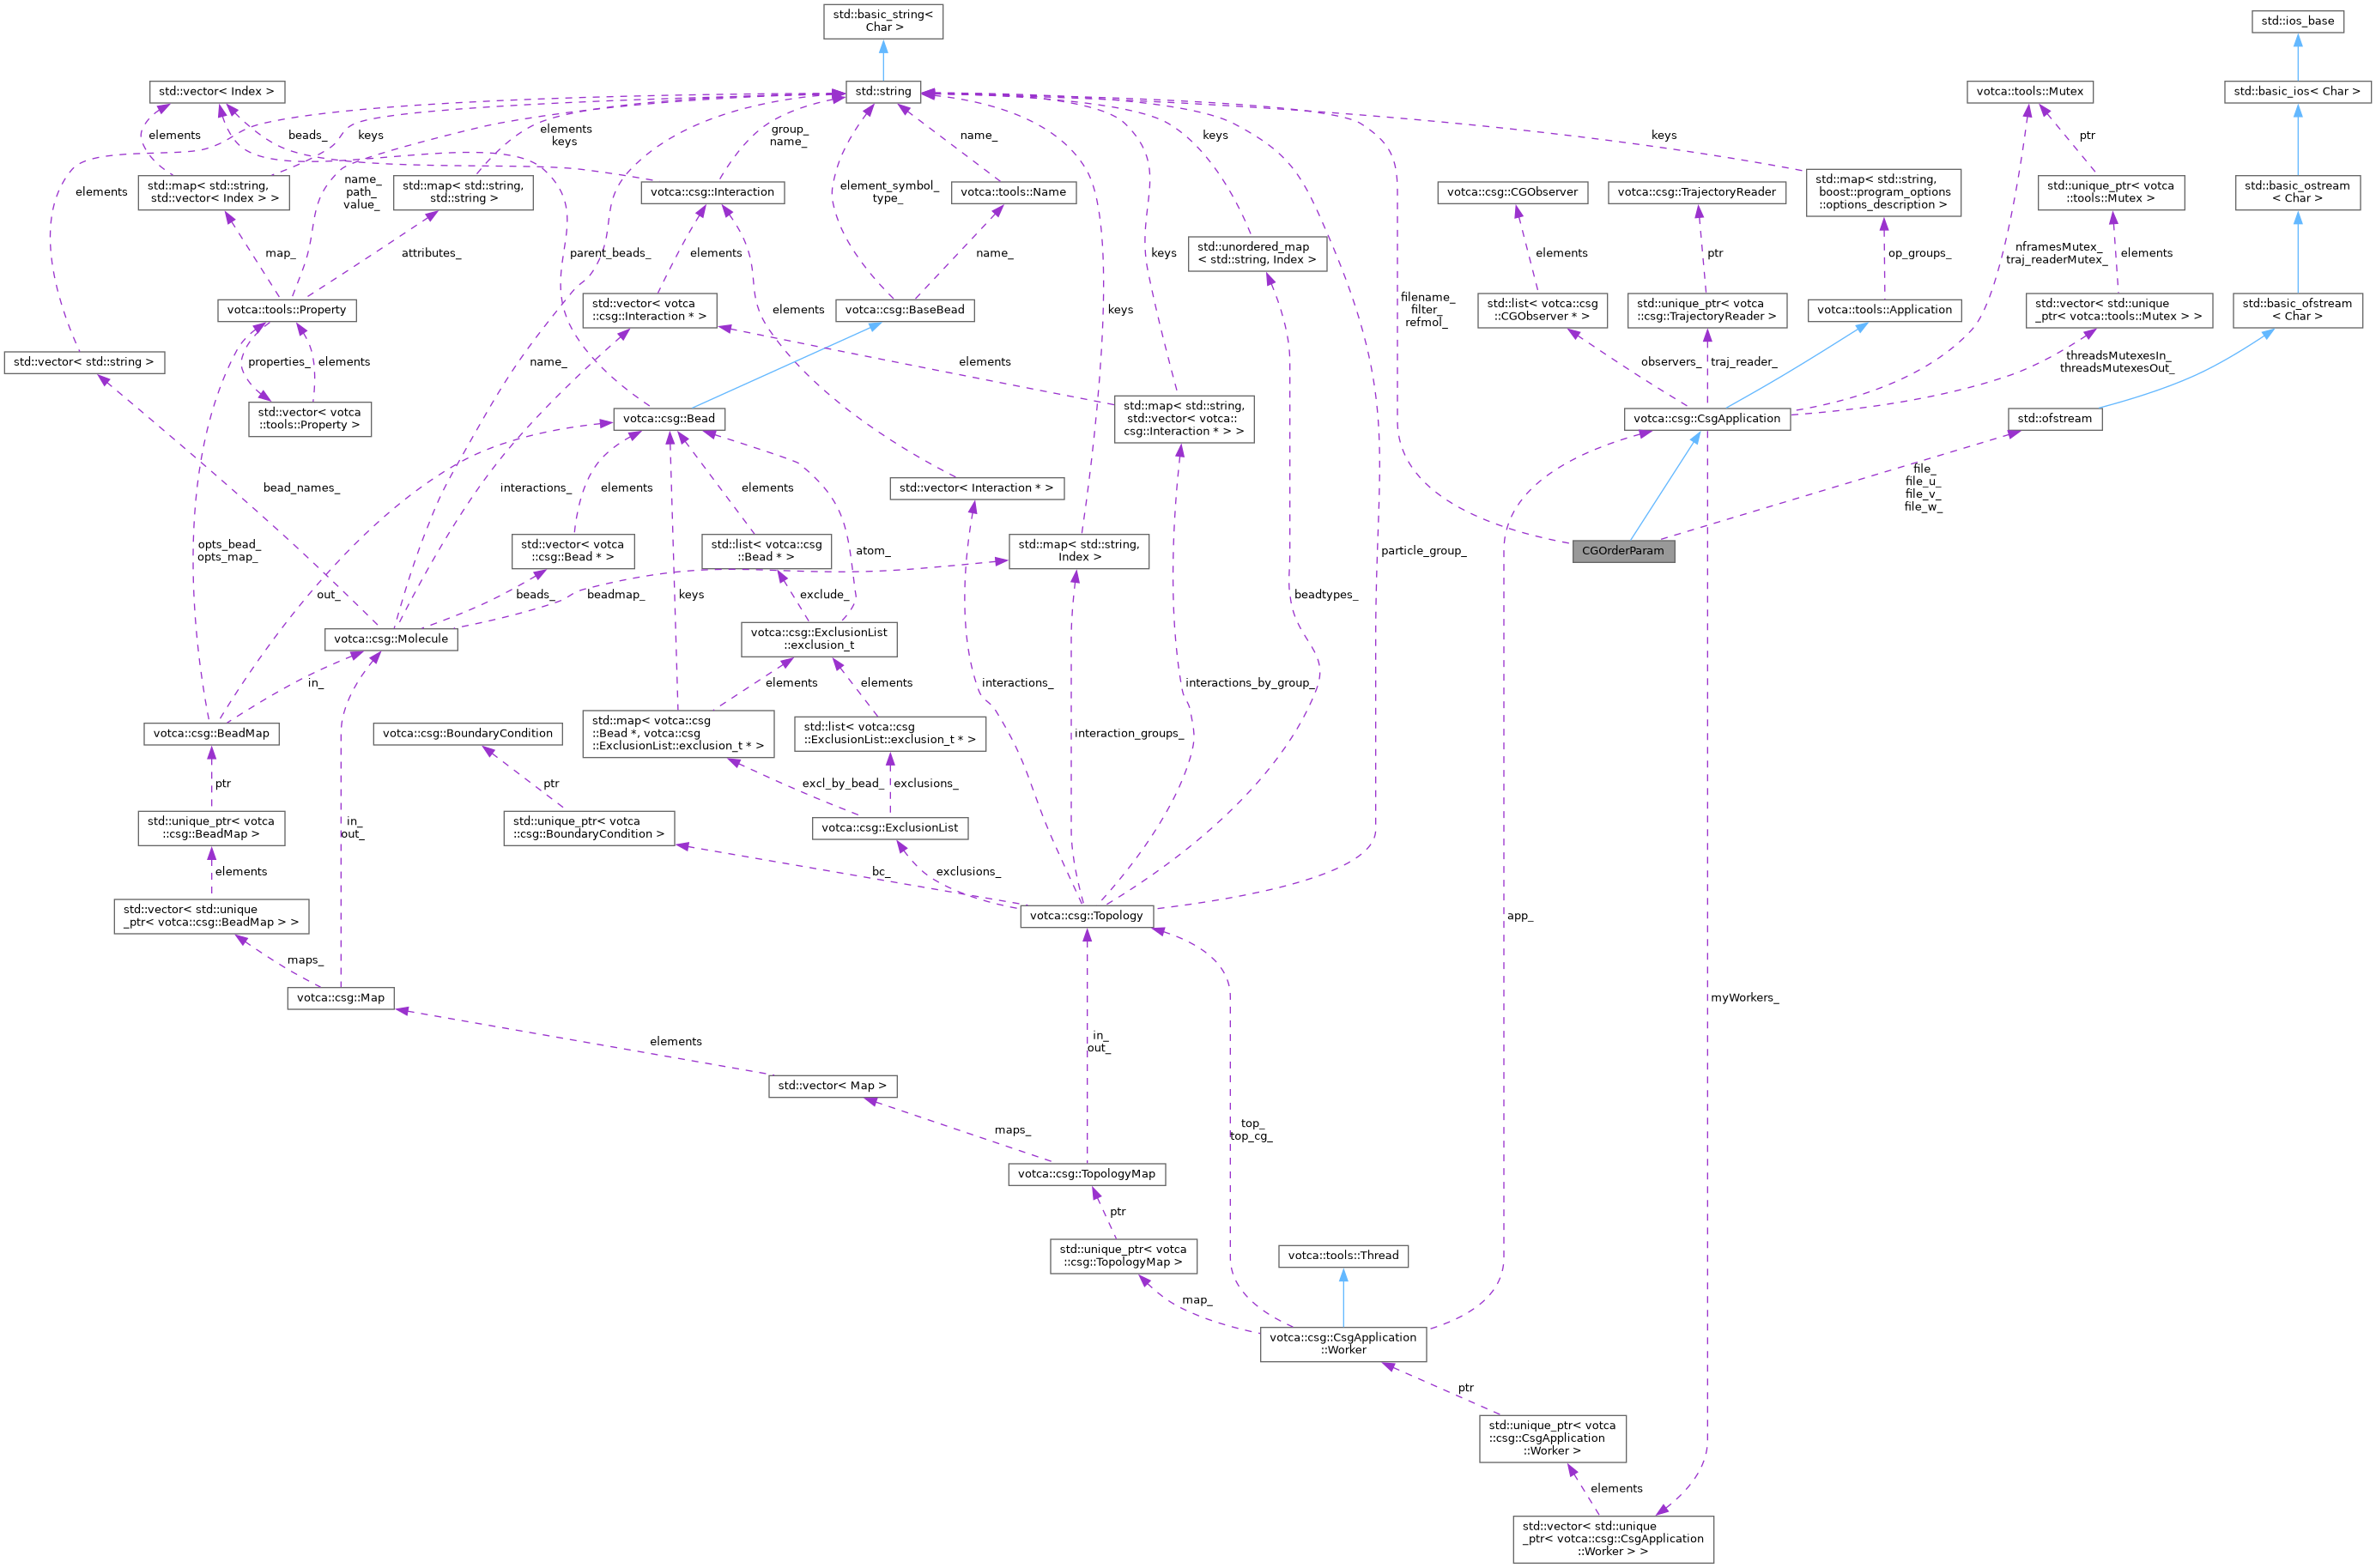 std::basic_string<
Char >
std::ios_base
std::vector< Index >
std::string
votca::tools::Mutex
std::basic_ios< Char >
elements
beads_
keys
elements
keys
group_
name_
name_
keys
keys
ptr
elements
std::map< std::string,
std::vector< Index > >
name_
path_
value_
std::map< std::string,
std::string >
votca::csg::Interaction
element_symbol_
type_
votca::tools::Name
votca::csg::CGObserver
votca::csg::TrajectoryReader
std::map< std::string,
boost::program_options
::options_description >
std::unique_ptr< votca
::tools::Mutex >
std::basic_ostream
< Char >
map_
attributes_
parent_beads_
elements
name_
keys
std::unordered_map
< std::string, Index >
elements
ptr
op_groups_
nframesMutex_
traj_readerMutex_
elements
votca::tools::Property
std::vector< votca
::csg::Interaction * >
elements
votca::csg::BaseBead
keys
filename_
filter_
refmol_
std::list< votca::csg
::CGObserver * >
std::unique_ptr< votca
::csg::TrajectoryReader >
votca::tools::Application
std::vector< std::unique
_ptr< votca::tools::Mutex > >
std::basic_ofstream
< Char >
std::vector< std::string >
properties_
elements
name_
elements
observers_
traj_reader_
threadsMutexesIn_
threadsMutexesOut_
std::vector< votca
::tools::Property >
votca::csg::Bead
std::map< std::string,
std::vector< votca::
csg::Interaction * > >
votca::csg::CsgApplication
std::ofstream
bead_names_
interactions_
elements
elements
std::vector< Interaction * >
file_
file_u_
file_v_
file_w_
opts_bead_
opts_map_
std::vector< votca
::csg::Bead * >
std::list< votca::csg
::Bead * >
atom_
std::map< std::string,
Index >
particle_group_
CGOrderParam
out_
beads_
beadmap_
keys
exclude_
beadtypes_
votca::csg::Molecule
votca::csg::ExclusionList
::exclusion_t
in_
elements
elements
interactions_
interactions_by_group_
votca::csg::BeadMap
votca::csg::BoundaryCondition
std::map< votca::csg
::Bead *, votca::csg
::ExclusionList::exclusion_t * >
std::list< votca::csg
::ExclusionList::exclusion_t * >
interaction_groups_
ptr
ptr
excl_by_bead_
exclusions_
std::unique_ptr< votca
::csg::BeadMap >
in_
out_
std::unique_ptr< votca
::csg::BoundaryCondition >
votca::csg::ExclusionList
elements
bc_
exclusions_
std::vector< std::unique
_ptr< votca::csg::BeadMap > >
votca::csg::Topology
app_
maps_
votca::csg::Map
myWorkers_
elements
in_
out_
std::vector< Map >
maps_
top_
top_cg_
votca::csg::TopologyMap
ptr
std::unique_ptr< votca
::csg::TopologyMap >
votca::tools::Thread
map_
votca::csg::CsgApplication
::Worker
ptr
std::unique_ptr< votca
::csg::CsgApplication
::Worker >
elements
std::vector< std::unique
_ptr< votca::csg::CsgApplication
::Worker > >